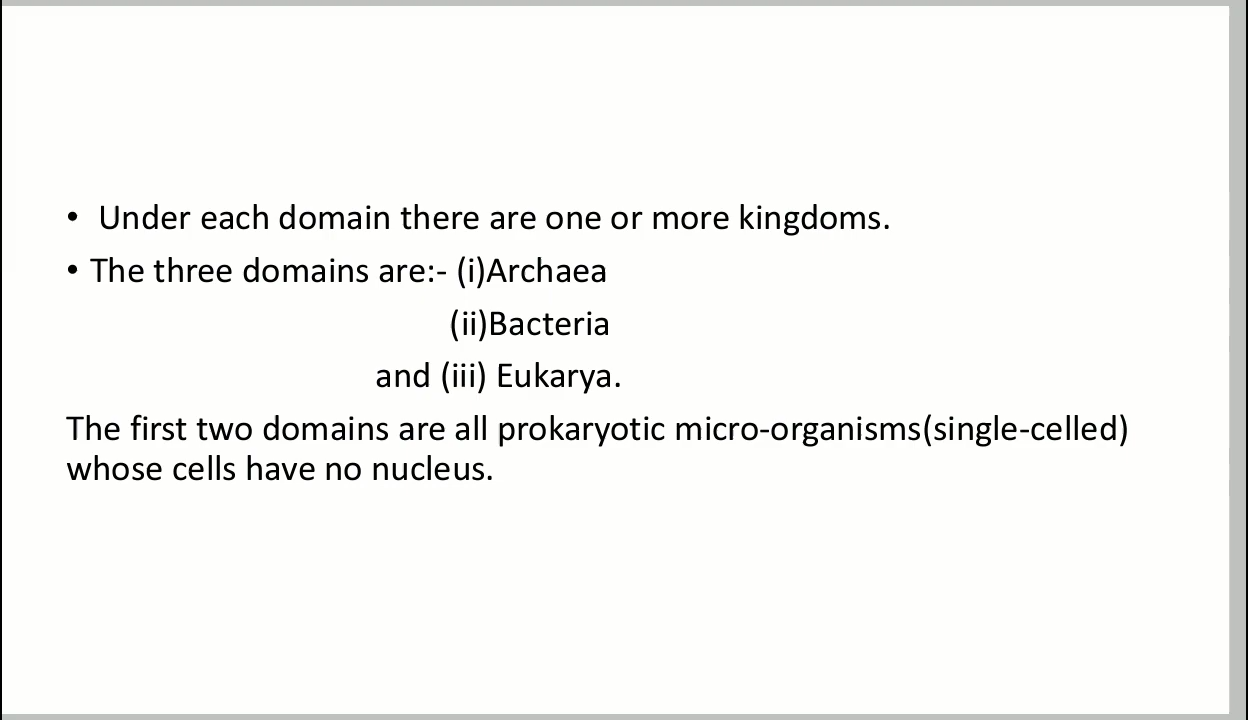 • Under each domain there are one or more kingdoms.
• The three domains are:- (i)Archaea
(ii)Bacteria
and (iii) Eukarya.
The first two domains are all prokaryotic micro-organisms(single-celled)
whose cells have no nucleus.